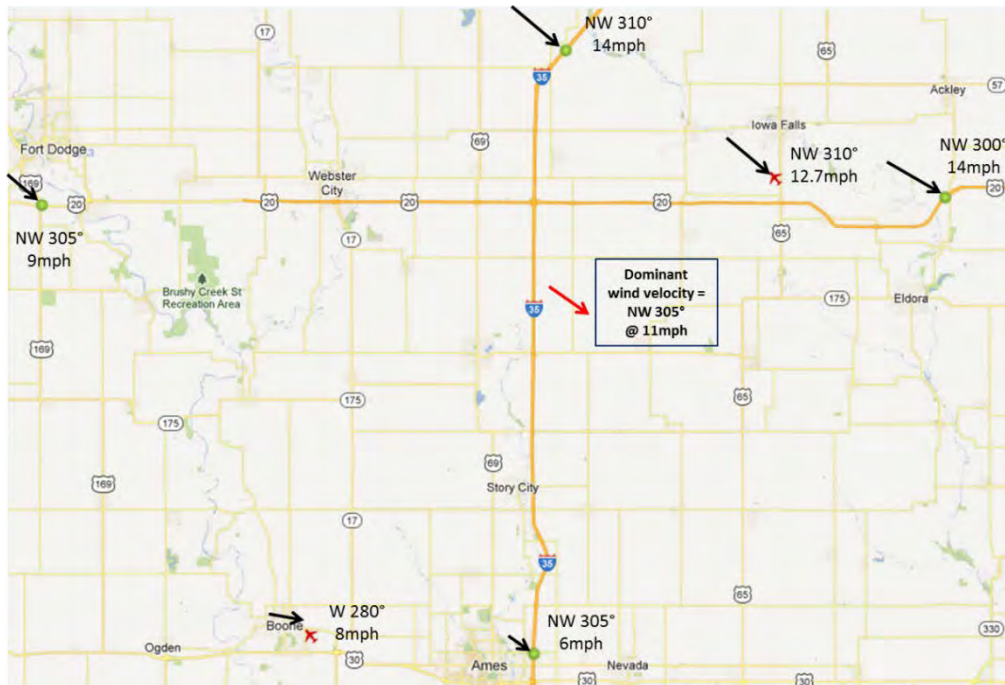 17
NW 310°
14mph
65
35
Ackley
57
69
Iowa Falls
Fort Dodge
NW 310°
12.7mph
NW 300°
14mph
169
Webster
City
20
20
20
20
20
NW 305°
9mph
17
65
Brushy Creek St
Recreation Area
Dominant
wind velocity =
NW 305°
@ 11mph
175
Eldora
35
169
65
175
175
69
169
Story City
17
35
65
W 280°
8mph
Boone
NW 305°
6mph
330
Ogden
30
Ames
Nevada
30
30